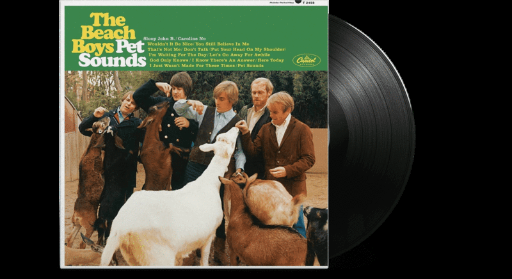 The
Beach
Boys Pet
Sounds
Sloop John B./Caroline No
Wouldn't It Be Nice/You Still Believe In Me
That's Not Me/Don't Talk (Put Your Head On My Shoulder)
I'm Waiting For The Day/Let's Go Away For Awhile
God Only Knows/I Know There's An Answer/Here Today
I Just Wasn't Made For These Times/Pet Sounds
Capitol